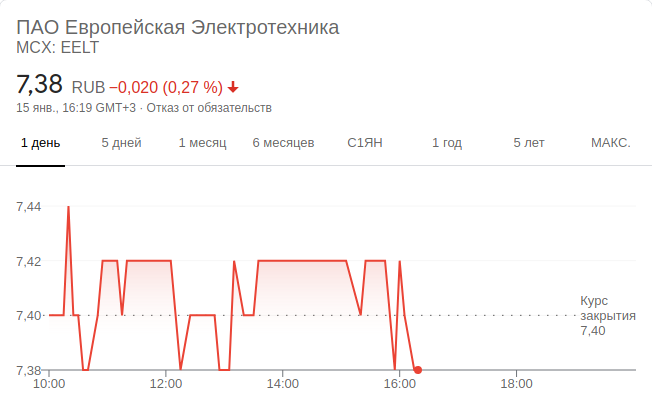 ПАО Европейская Электротехника
MCX: EELT
7,38 RUB −0,020 (0,27 %)
15 янв., 16:19 GMT+3 · Отказ от обязательств
1 день 5 дней 1 месяц 6 месяцев С1ЯН 1 год 5 лет МАКС.
7,44
7,42
7,40
7,38
Курс
закрытия
7,40
10:00 12:00 14:00 16:00 18:00